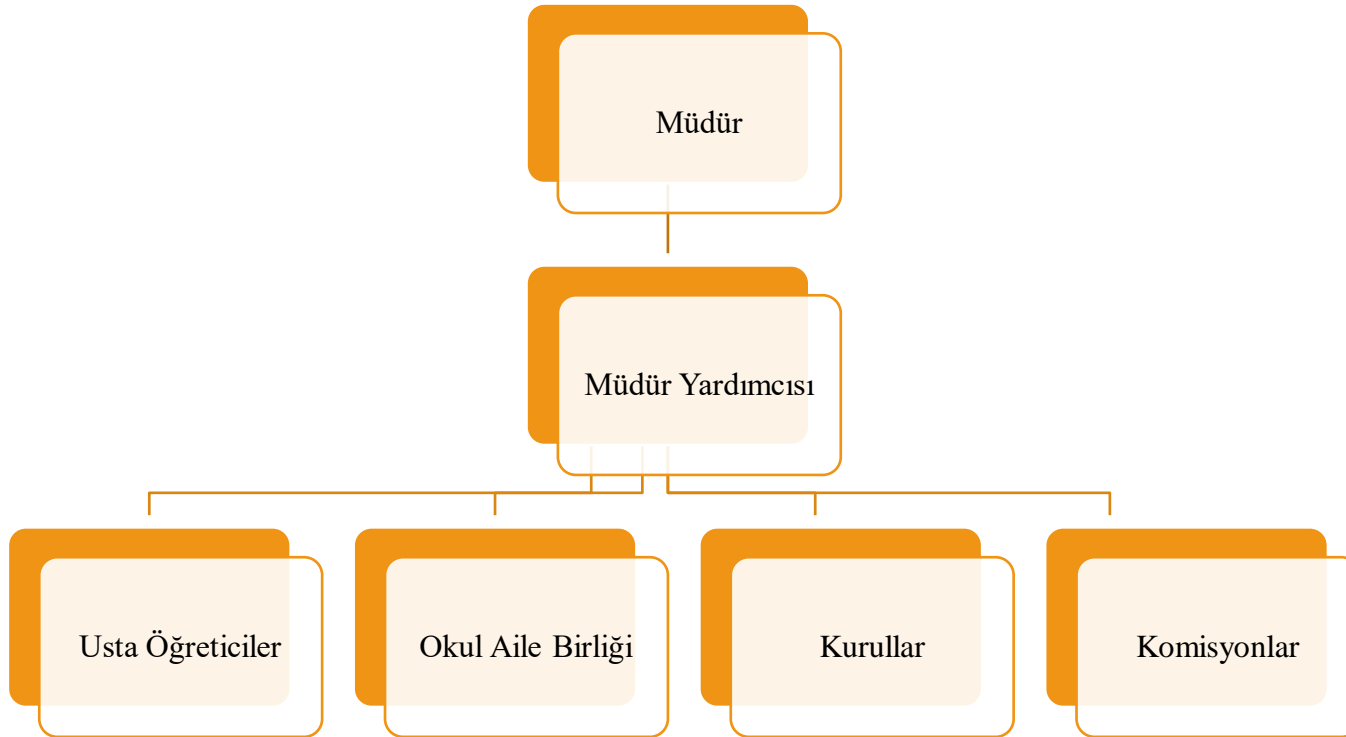 Müdür
Müdür Yardımcısı
Usta Öğreticiler
Okul Aile Birliği
Kurullar
Komisyonlar